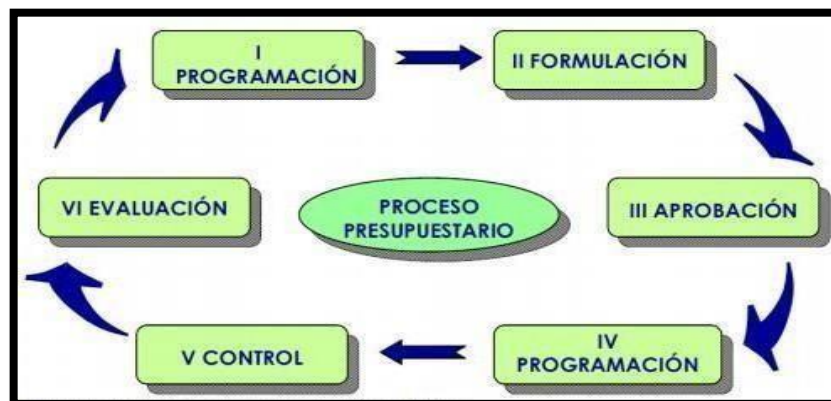 I
PROGRAMACIÓN
II FORMULACIÓN
III APROBACIÓN
IV
PROGRAMACIÓN
V CONTROL
VI EVALUACIÓN
PROCESO
PRESUPUESTARIO